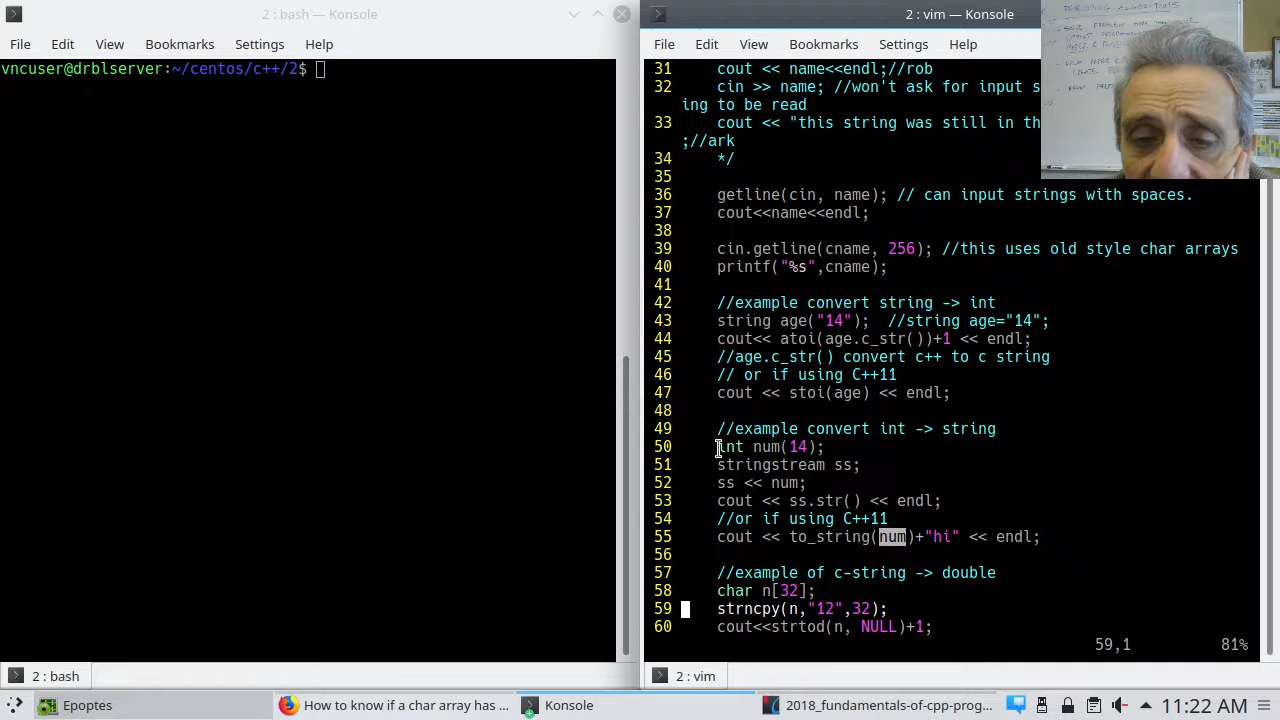 2 : bash — Konsole
File Edit View Bookmarks Settings Help
vncuser@drblserver:~/centos/c++/2$
2 : bash
2 : vim — Konsole
File Edit View Bookmarks Settings Help
31 cout << name<<endl;//rob
32 cin >> name; //won't ask for input s
ing to be read
33 cout << "this string was still in th
;//ark
34 */
35
36 getline(cin, name); // can input strings with spaces.
37 cout<<name<<endl;
38
39 cin.getline(cname, 256); //this uses old style char arrays
40 printf("%s",cname);
41
42 //example convert string -> int
43 string age("14"); //string age="14";
44 cout<< atoi(age.c_str())+1 << endl;
45 //age.c_str() convert c++ to c string
46 // or if using C++11
47 cout << stoi(age) << endl;
48
49 //example convert int -> string
50 int num(14);
51 stringstream ss;
52 ss << num;
53 cout << ss.str() << endl;
54 //or if using C++11
55 cout << to_string(num)+"hi" << endl;
56
57 //example of c-string -> double
58 char n[32];
59 strncpy(n,"12",32);
60 cout<<strtod(n, NULL)+1;
59,1 81%
2 : vim
Epoptes
How to know if a char array has ...
Konsole
2018_fundamentals-of-cpp-prog...
11:22 AM